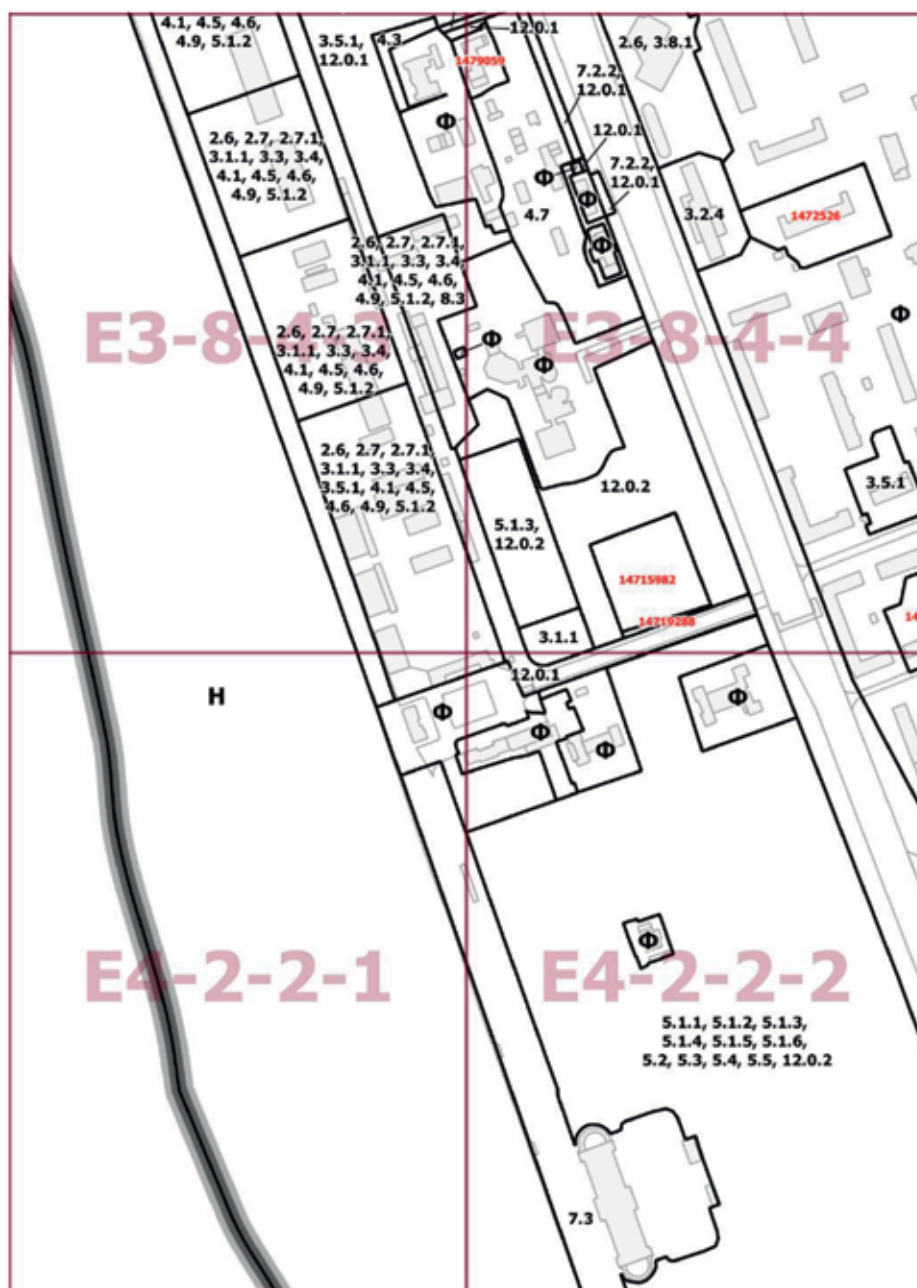 4.1, 4.5, 4.6,
4.9, 5.1.2
3.5.1,
12.0.1
4.3
12.0.1
1479059
2.6, 3.8.1
7.2.2,
12.0.1
12.0.1
7.2.2,
12.0.1
2.6, 2.7, 2.7.1,
3.1.1, 3.3, 3.4,
4.1, 4.5, 4.6,
4.9, 5.1.2
Ф
Ф
Ф
4.7
3.2.4
1472526
Ф
2.6, 2.7, 2.7.1,
3.1.1, 3.3, 3.4,
4.1, 4.5, 4.6,
4.9, 5.1.2, 8.3
Ф
E3-8-4-4
2.6, 2.7, 2.7.1,
3.1.1, 3.3, 3.4,
4.1, 4.5, 4.6,
4.9, 5.1.2
Ф
Ф
2.6, 2.7, 2.7.1,
3.1.1, 3.3, 3.4,
3.5.1, 4.1, 4.5,
4.6, 4.9, 5.1.2
12.0.2
3.5.1
5.1.3,
12.0.2
14715982
14719288
3.1.1
12.0.1
Н
Ф
Ф
Ф
Ф
Ф
E4-2-2-1
E4-2-2-2
5.1.1, 5.1.2, 5.1.3,
5.1.4, 5.1.5, 5.1.6,
5.2, 5.3, 5.4, 5.5, 12.0.2
7.3